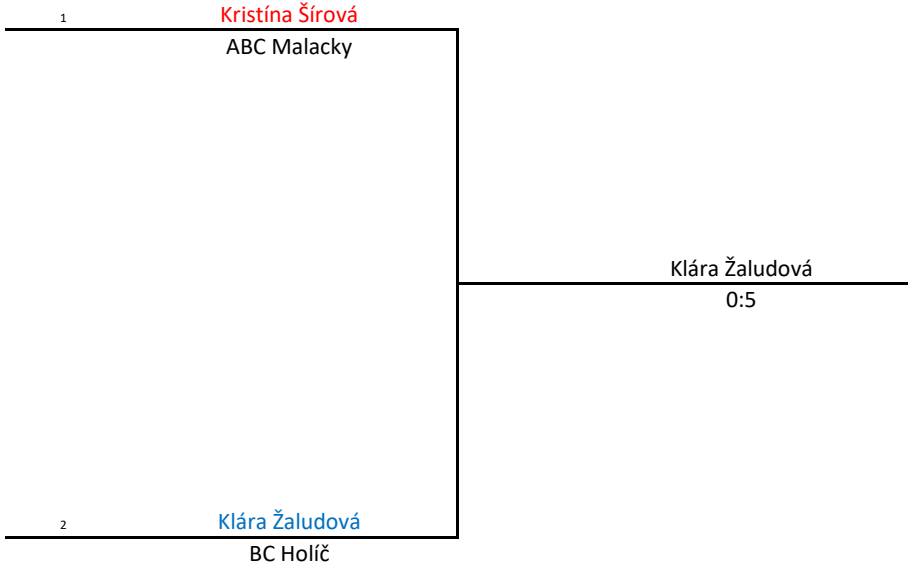 1 Kristína Šírová
ABC Malacky
Klára Žaludová
0:5
2 Klára Žaludová
BC Holíč